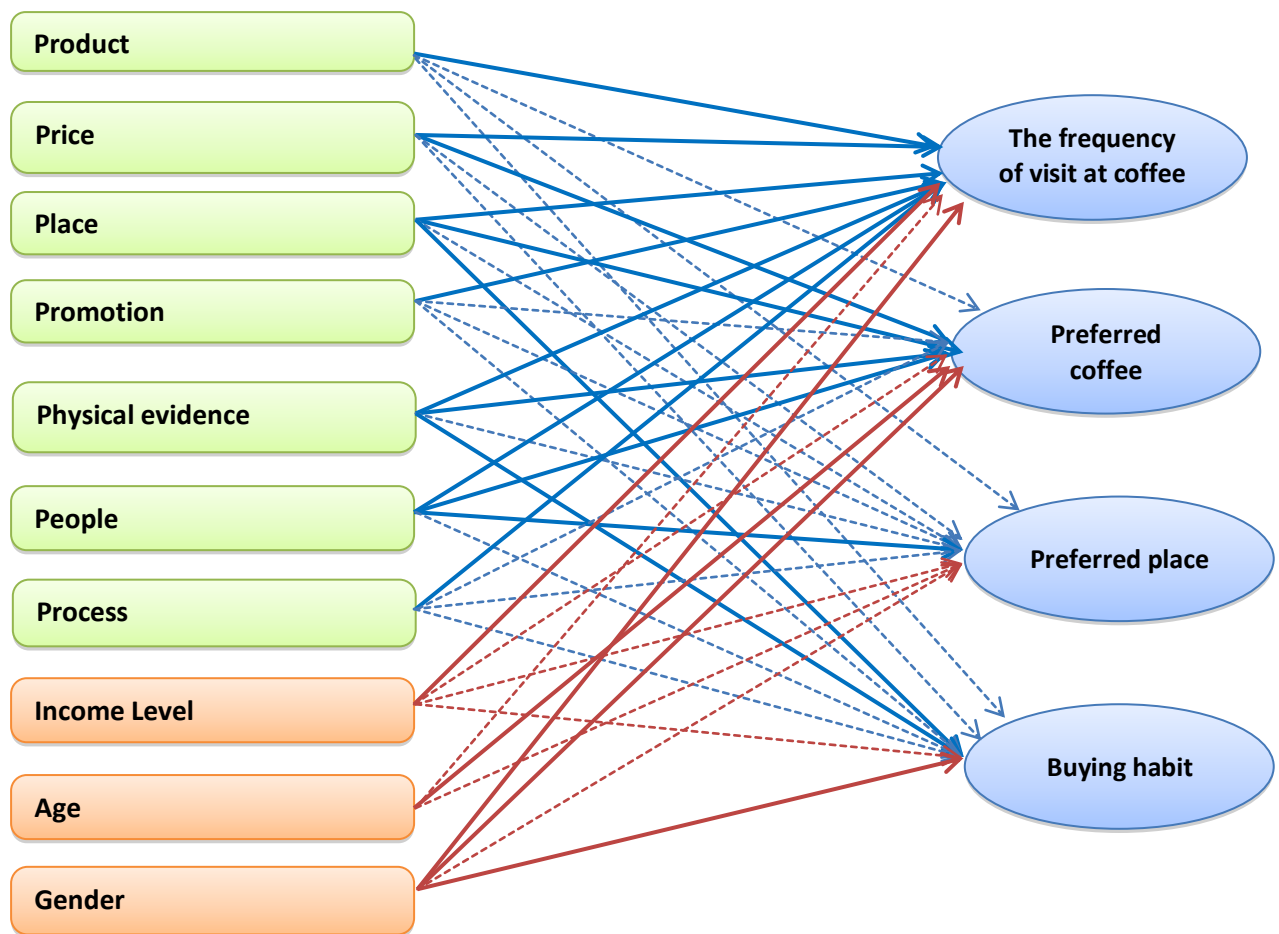 Product
Price
Place
Promotion
Physical evidence
People
Process
Income Level
Age
Gender
The frequency
of visit at coffee
Preferred
coffee
Preferred place
Buying habit